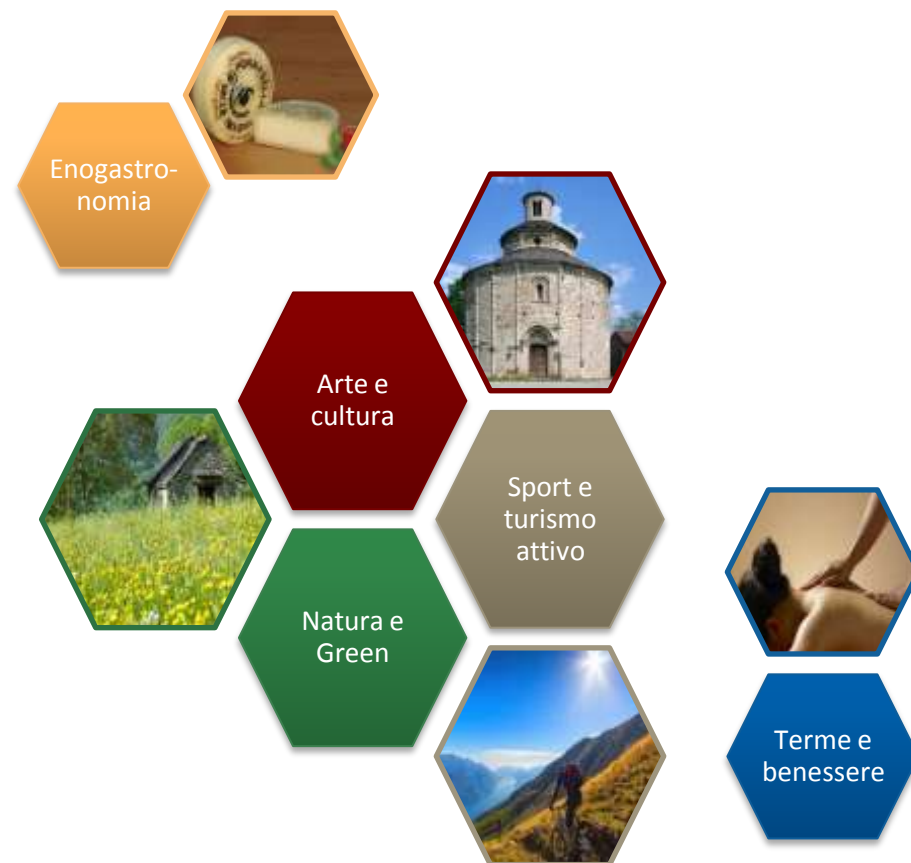 Enogastro-
nomia
Arte e
cultura
Sport e
turismo
attivo
Natura e
Green
Terme e
benessere